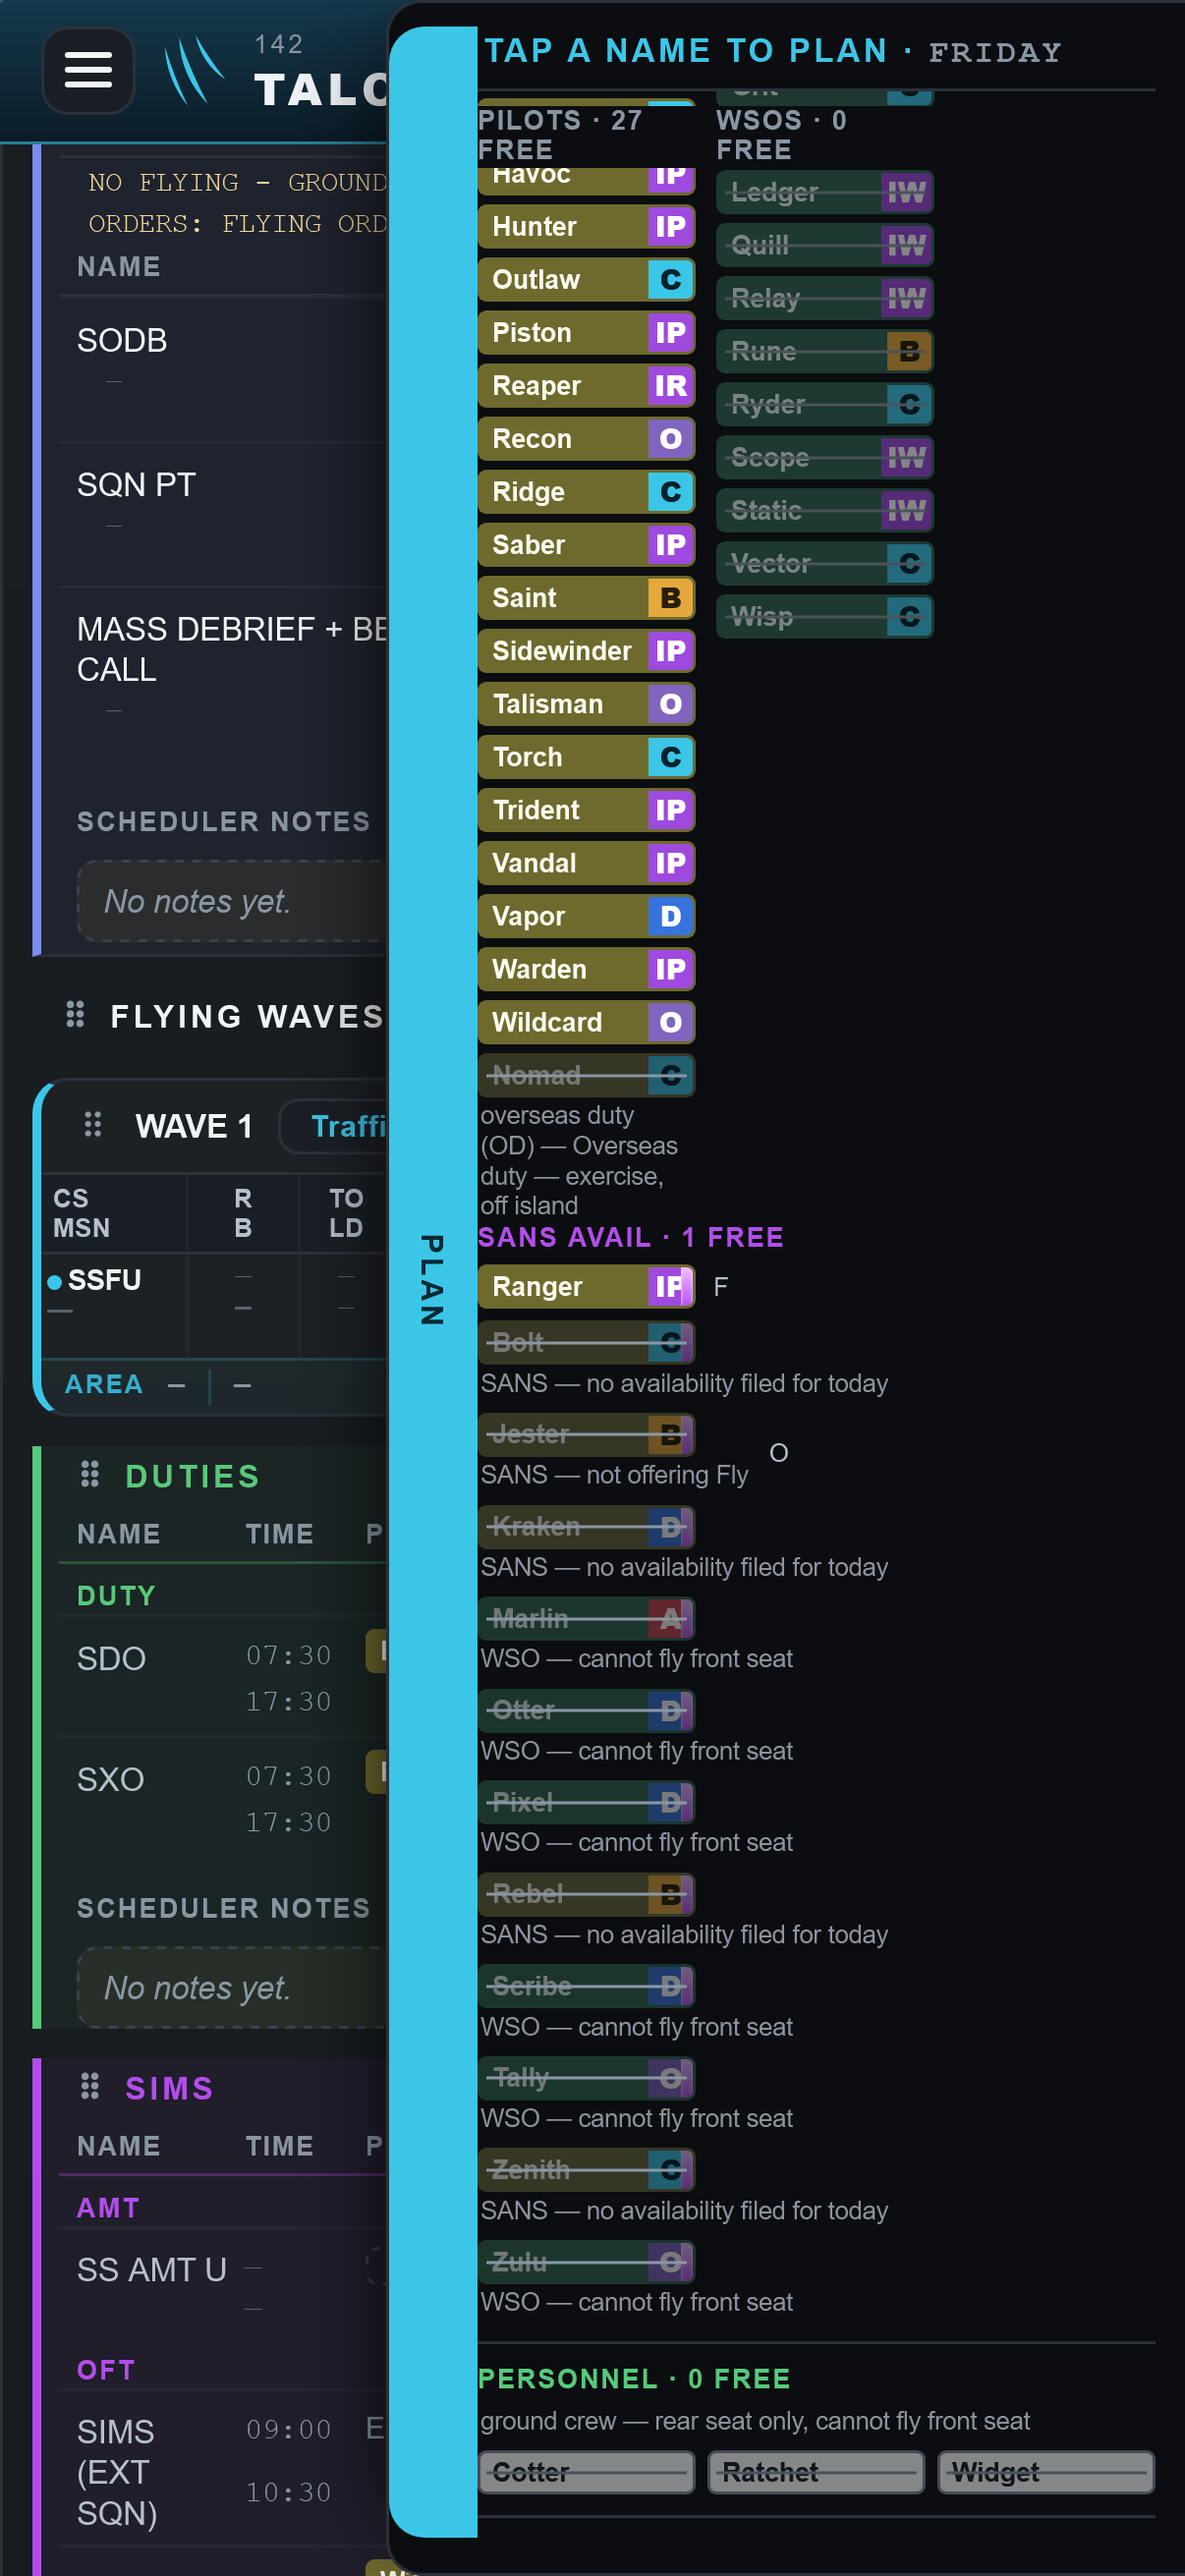 142
NO FLYING - GROUND
ORDERS: FLYING ORD
NAME
SODB
—
SQN PT
—
MASS DEBRIEF + BE
CALL
—
SCHEDULER NOTES
No notes yet.
FLYING WAVES
WAVE 1
CS
MSN
R
B
TO
LD
SSFU
—
—
–
—
—
AREA – | –
DUTIES
NAME TIME P
DUTY
SDO 07:30
17:30
SXO 07:30
17:30
SCHEDULER NOTES
No notes yet.
SIMS
NAME TIME P
AMT
SS AMT U —
—
OFT
SIMS
(EXT
SQN)
09:00 E
10:30
PLAN
TAP A NAME TO PLAN · FRIDAY
PILOTS · 27
FREE
Havoc IP
Hunter IP
Outlaw C
Piston IP
Reaper IR
Recon O
Ridge C
Saber IP
Saint B
Sidewinder IP
Talisman O
Torch C
Trident IP
Vandal IP
Vapor D
Warden IP
Wildcard O
Nomad C
overseas duty
(OD) — Overseas
duty — exercise,
off island
WSOS · 0
FREE
Ledger IW
Quill IW
Relay IW
Rune B
Ryder C
Scope IW
Static IW
Vector C
Wisp C
SANS AVAIL · 1 FREE
Ranger IP F
Bolt C
SANS — no availability filed for today
Jester B O
SANS — not offering Fly
Kraken D
SANS — no availability filed for today
Marlin A
WSO — cannot fly front seat
Otter D
WSO — cannot fly front seat
Pixel D
WSO — cannot fly front seat
Rebel B
SANS — no availability filed for today
Scribe D
WSO — cannot fly front seat
Tally O
WSO — cannot fly front seat
Zenith C
SANS — no availability filed for today
Zulu O
WSO — cannot fly front seat
PERSONNEL · 0 FREE
ground crew — rear seat only, cannot fly front seat
Cotter Ratchet Widget